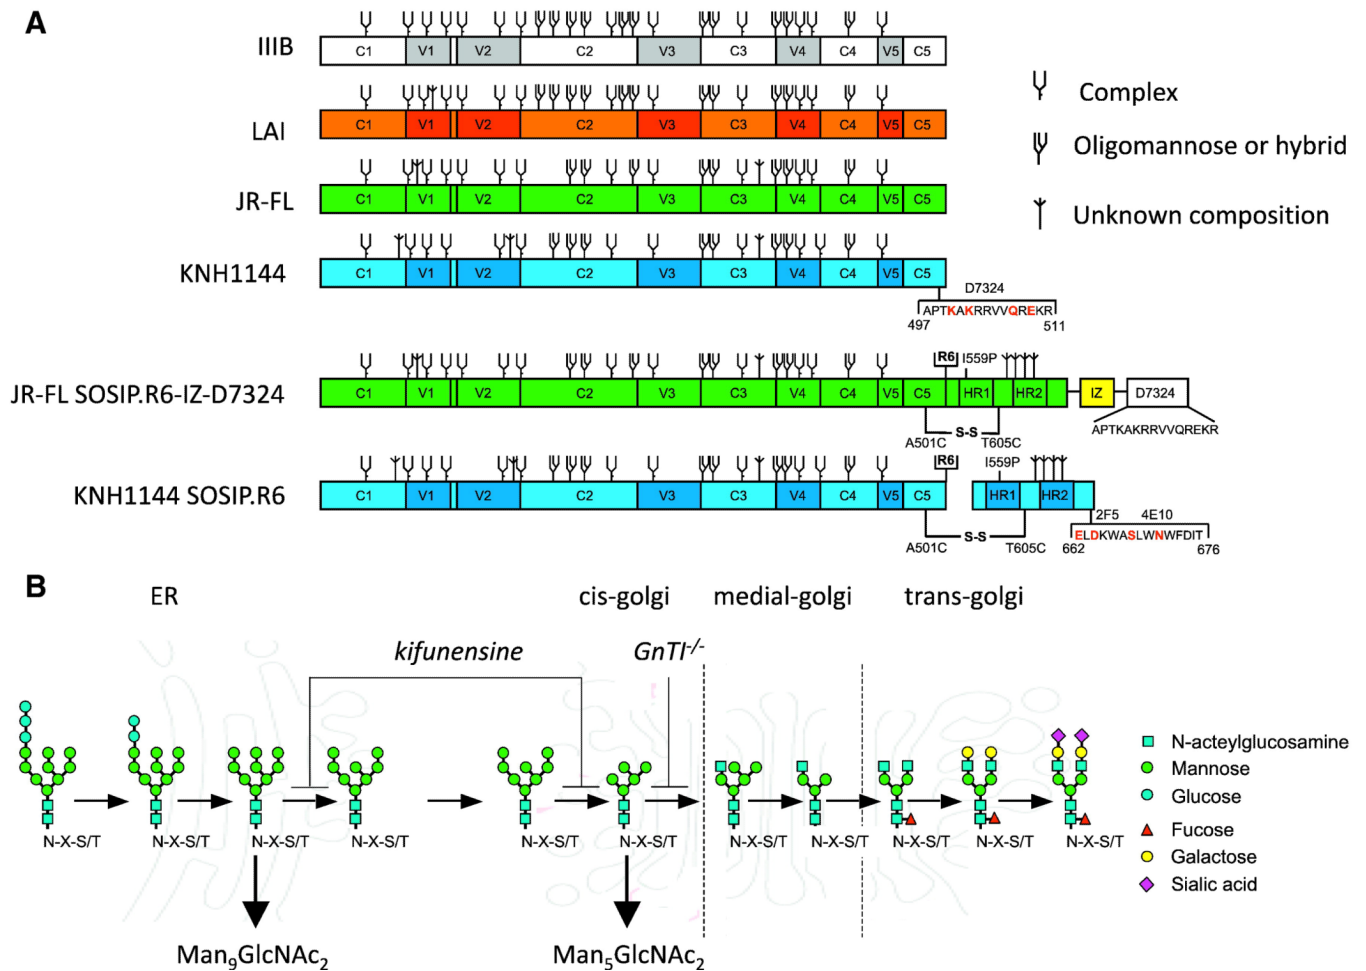 A
IIIB
C1 V1 V2 C2 V3 C3 V4 C4 V5 C5
LAI
C1 V1 V2 C2 V3 C3 V4 C4 V5 C5
JR-FL
C1 V1 V2 C2 V3 C3 V4 C4 V5 C5
KNH1144
C1 V1 V2 C2 V3 C3 V4 C4 V5 C5
D7324
APTKAKRRVVQREKR
497 511
Complex
Oligomannose or hybrid
Unknown composition
JR-FL SOSIP.R6-IZ-D7324
R6 I559P
C1 V1 V2 C2 V3 C3 V4 C4 V5 C5 HR1 HR2 IZ D7324
S-S
A501C T605C
APTKAKRRVVQREKR
KNH1144 SOSIP.R6
R6 I559P
C1 V1 V2 C2 V3 C3 V4 C4 V5 C5 HR1 HR2
S-S
A501C T605C
2F5 4E10
ELDKWASLWNWFDIT
662 676
B
ER cis-golgi medial-golgi trans-golgi
kifunensine GnTI-/-
N-X-S/T N-X-S/T N-X-S/T N-X-S/T N-X-S/T N-X-S/T N-X-S/T N-X-S/T N-X-S/T N-X-S/T N-X-S/T
Man9GlcNAc2 Man5GlcNAc2
N-acteylglucosamine
Mannose
Glucose
Fucose
Galactose
Sialic acid